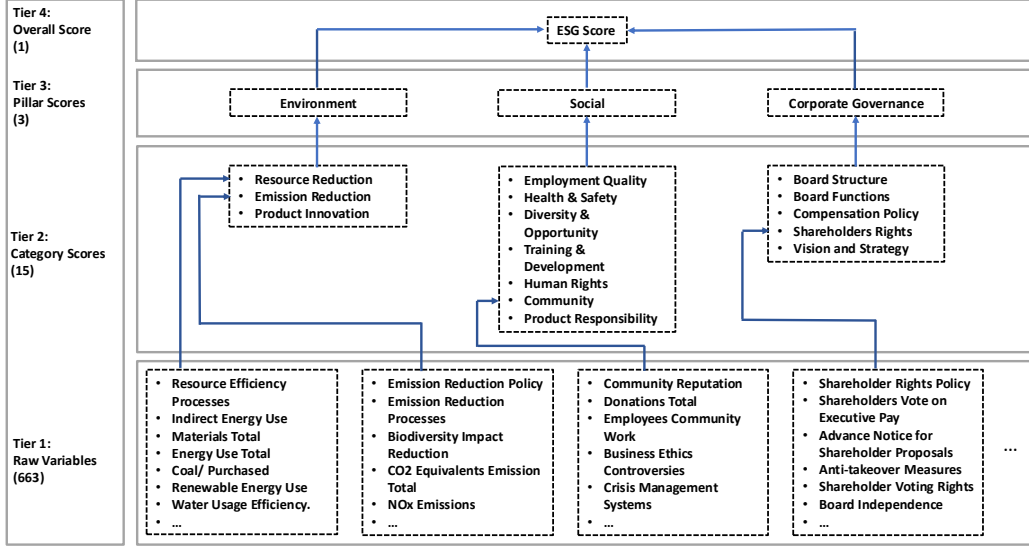 Tier 4:
Overall Score
(1)
ESG Score
Tier 3:
Pillar Scores
(3)
Environment
Social
Corporate Governance
Tier 2:
Category Scores
(15)
• Resource Reduction
• Emission Reduction
• Product Innovation
• Employment Quality
• Health & Safety
• Diversity &
Opportunity
• Training &
Development
• Human Rights
• Community
• Product Responsibility
• Board Structure
• Board Functions
• Compensation Policy
• Shareholders Rights
• Vision and Strategy
Tier 1:
Raw Variables
(663)
• Resource Efficiency
Processes
• Indirect Energy Use
• Materials Total
• Energy Use Total
• Coal/ Purchased
Renewable Energy Use
• Water Usage Efficiency.
• ...
• Emission Reduction Policy
• Emission Reduction
Processes
• Biodiversity Impact
Reduction
• CO2 Equivalents Emission
Total
• NOx Emissions
• ...
• Community Reputation
• Donations Total
• Employees Community
Work
• Business Ethics
Controversies
• Crisis Management
Systems
• ...
• Shareholder Rights Policy
• Shareholders Vote on
Executive Pay
• Advance Notice for
Shareholder Proposals
• Anti-takeover Measures
• Shareholder Voting Rights
• Board Independence
• ...
...